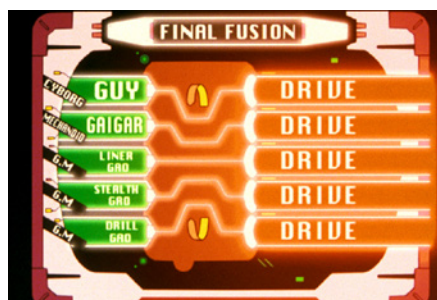 FINAL FUSION
CYBORG GUY DRIVE
MECHANOID GAIGAR DRIVE
G.M LINER GAO DRIVE
G.M STEALTH GAO DRIVE
G.M DRILL GAO DRIVE